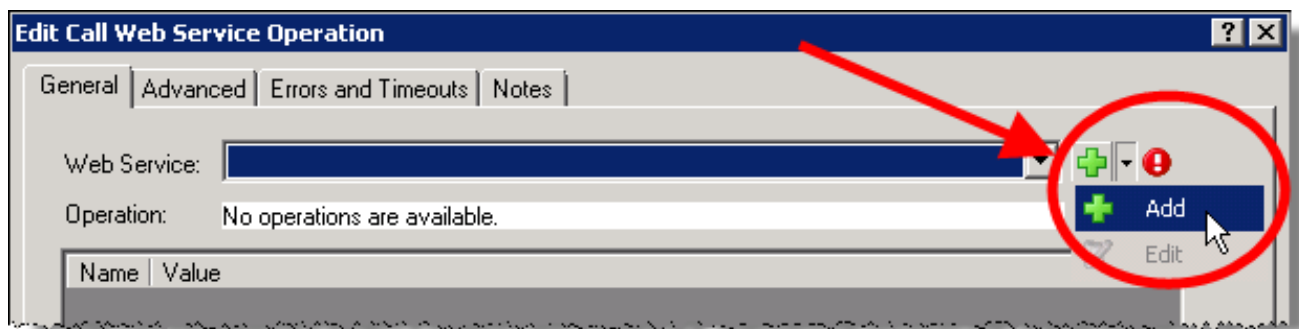 Edit Call Web Service Operation
General Advanced Errors and Timeouts Notes
Web Service:
Add
Operation: No operations are available.
Edit
Name Value